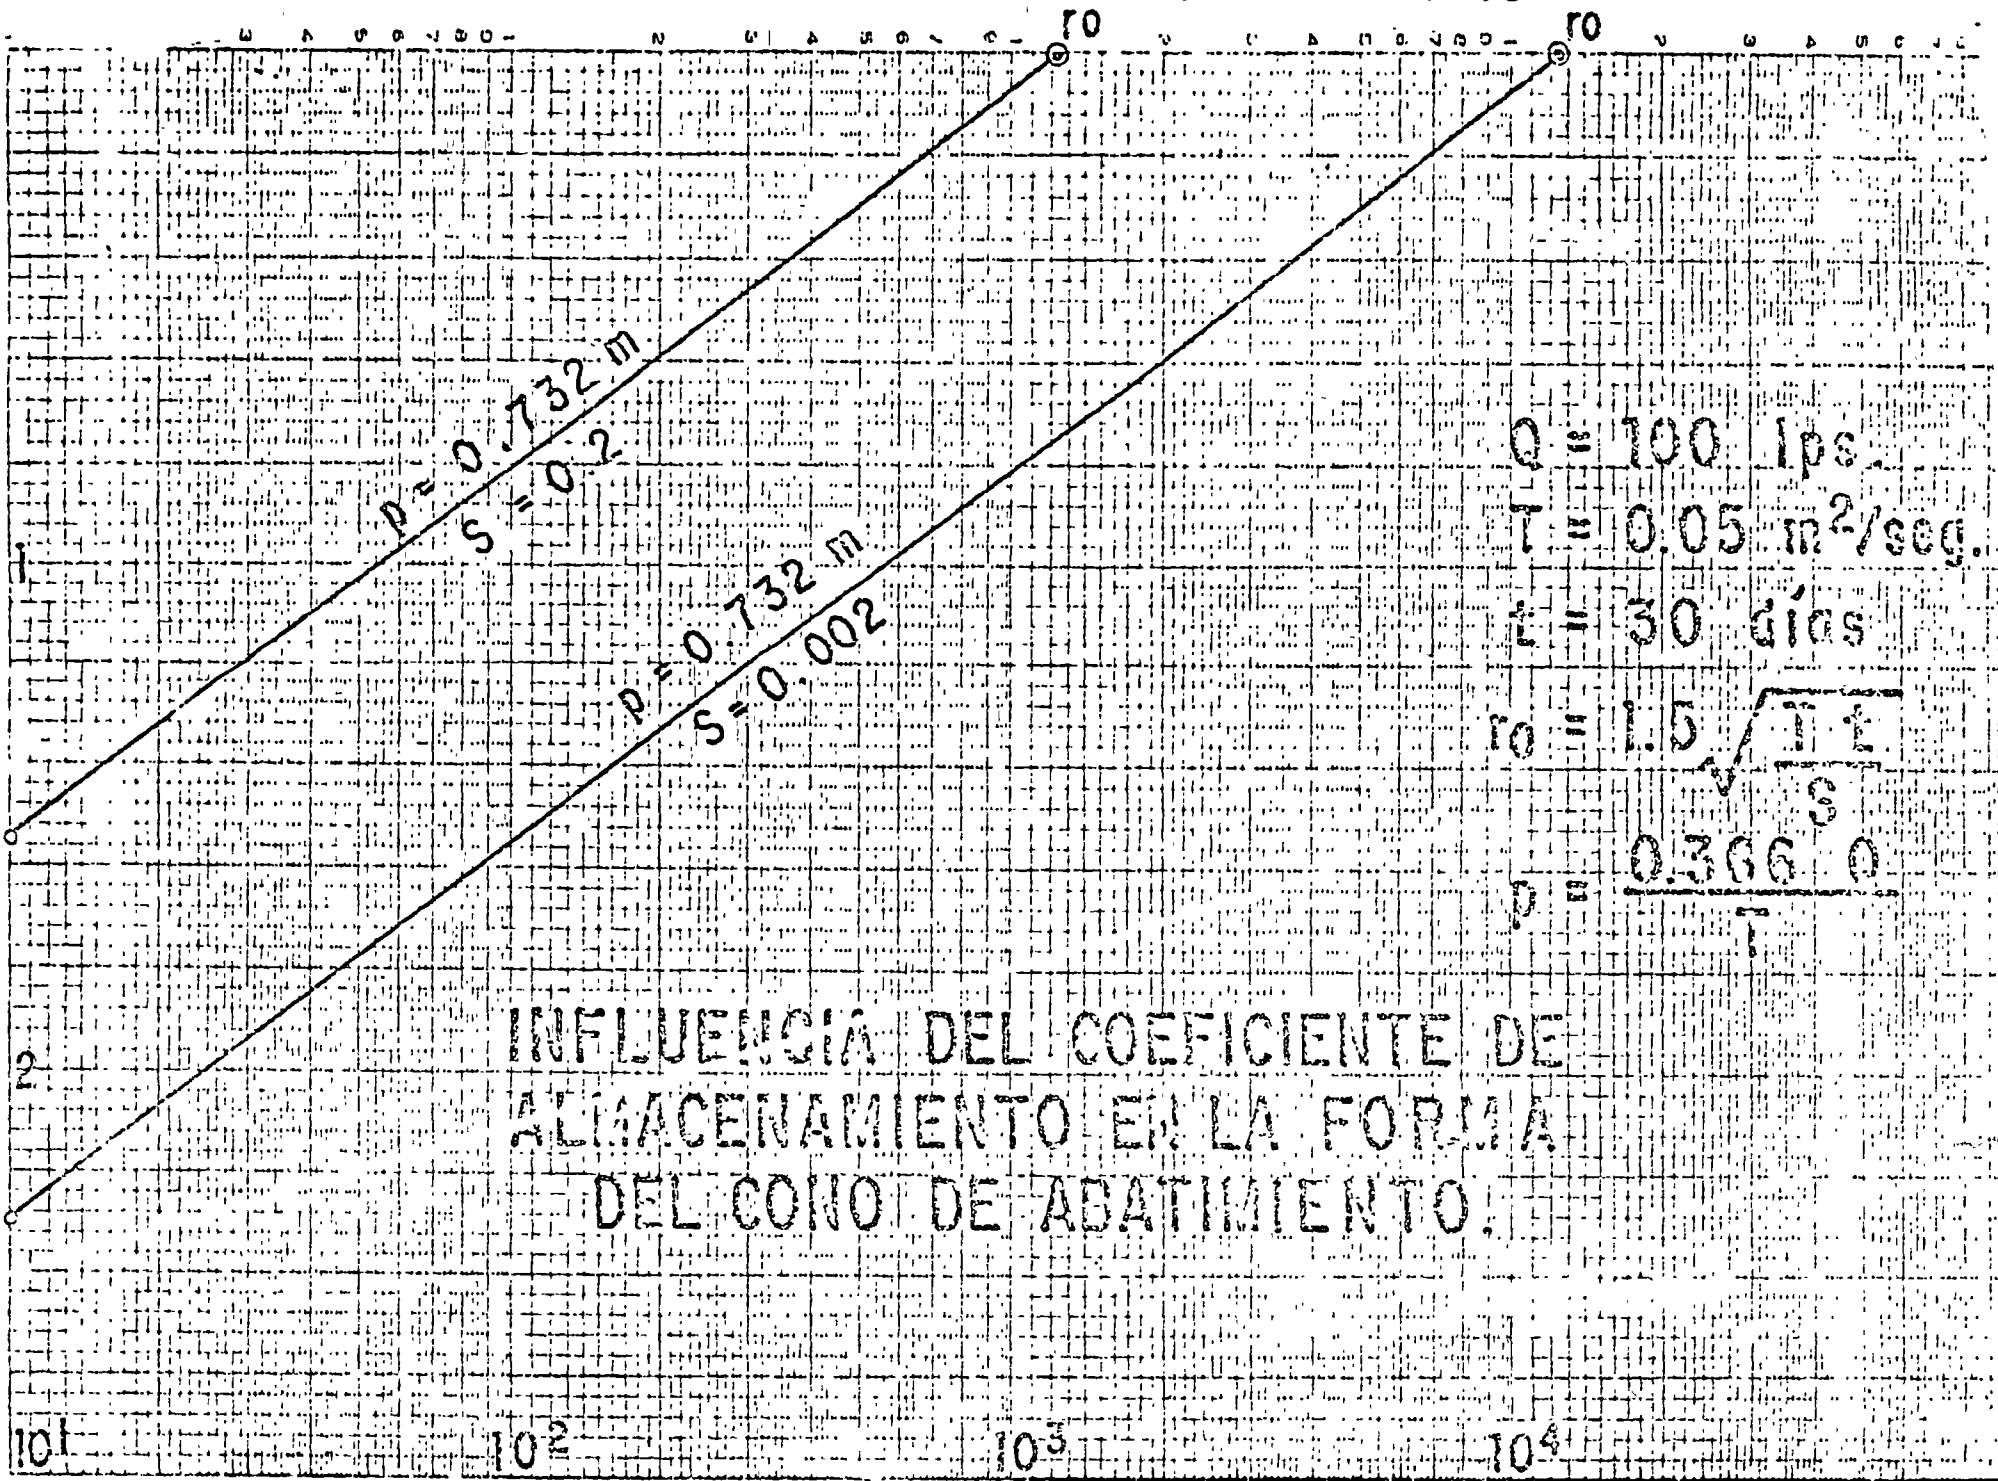 ro ro
p = 0.732 m
S = 0.2
p = 0.732 m
S = 0.002
Q = 100 lps.
T = 0.05 m²/seg.
t = 30 días
ro = 1.5 √ T t
S
p = 0.366 Q
T
1
2
INFLUENCIA DEL COEFICIENTE DE
ALMACENAMIENTO EN LA FORMA
DEL CONO DE ABATIMIENTO.
10¹ 10² 10³ 10⁴